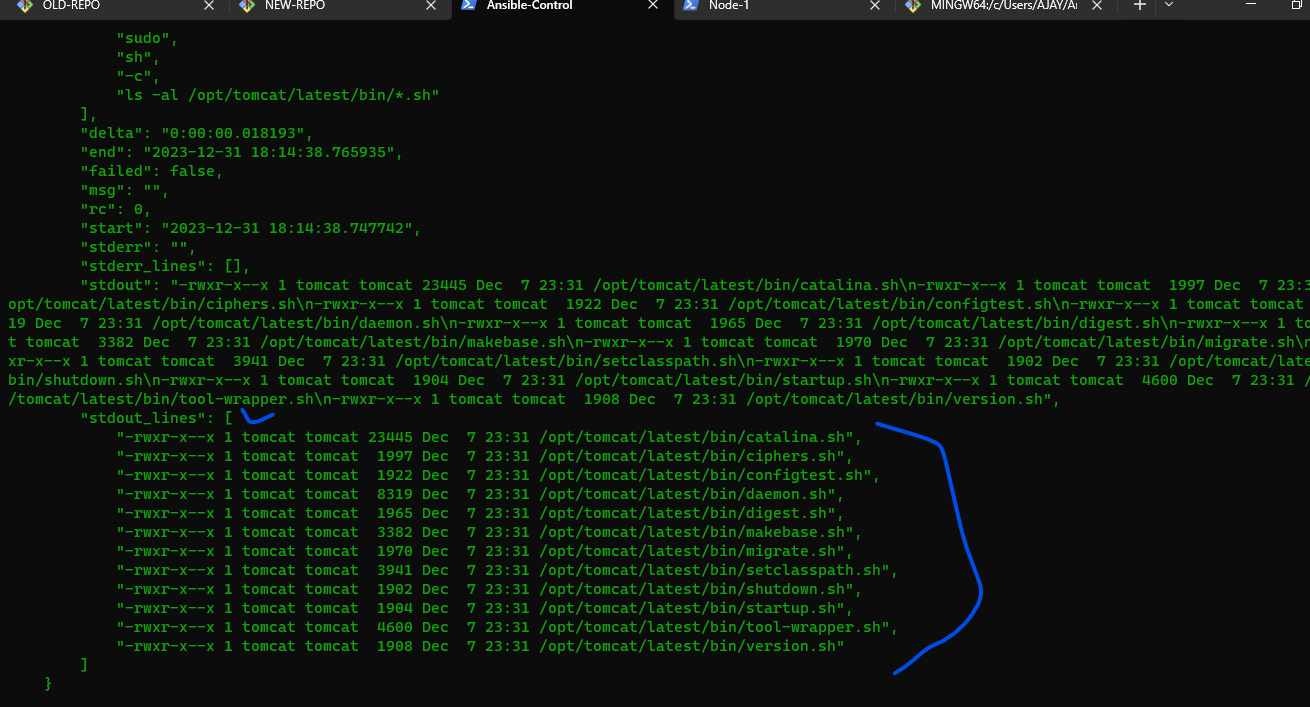 OLD-REPO
NEW-REPO
Ansible-Control
Node-1
MINGW64:/c/Users/AJAY/A
"sudo",
"sh",
"-c",
"ls -al /opt/tomcat/latest/bin/*.sh"
],
"delta": "0:00:00.018193",
"end": "2023-12-31 18:14:38.765935",
"failed": false,
"msg": "",
"rc": 0,
"start": "2023-12-31 18:14:38.747742",
"stderr": "",
"stderr_lines": [],
"stdout": "-rwxr-x--x 1 tomcat tomcat 23445 Dec  7 23:31 /opt/tomcat/latest/bin/catalina.sh\n-rwxr-x--x 1 tomcat tomcat  1997 Dec  7 23:3
opt/tomcat/latest/bin/ciphers.sh\n-rwxr-x--x 1 tomcat tomcat  1922 Dec  7 23:31 /opt/tomcat/latest/bin/configtest.sh\n-rwxr-x--x 1 tomcat tomcat
19 Dec  7 23:31 /opt/tomcat/latest/bin/daemon.sh\n-rwxr-x--x 1 tomcat tomcat  1965 Dec  7 23:31 /opt/tomcat/latest/bin/digest.sh\n-rwxr-x--x 1 to
t tomcat  3382 Dec  7 23:31 /opt/tomcat/latest/bin/makebase.sh\n-rwxr-x--x 1 tomcat tomcat  1970 Dec  7 23:31 /opt/tomcat/latest/bin/migrate.sh\n
xr-x--x 1 tomcat tomcat  3941 Dec  7 23:31 /opt/tomcat/latest/bin/setclasspath.sh\n-rwxr-x--x 1 tomcat tomcat  1902 Dec  7 23:31 /opt/tomcat/late
bin/shutdown.sh\n-rwxr-x--x 1 tomcat tomcat  1904 Dec  7 23:31 /opt/tomcat/latest/bin/startup.sh\n-rwxr-x--x 1 tomcat tomcat  4600 Dec  7 23:31 /
/tomcat/latest/bin/tool-wrapper.sh\n-rwxr-x--x 1 tomcat tomcat  1908 Dec  7 23:31 /opt/tomcat/latest/bin/version.sh",
"stdout_lines": [
"-rwxr-x--x 1 tomcat tomcat 23445 Dec  7 23:31 /opt/tomcat/latest/bin/catalina.sh",
"-rwxr-x--x 1 tomcat tomcat  1997 Dec  7 23:31 /opt/tomcat/latest/bin/ciphers.sh",
"-rwxr-x--x 1 tomcat tomcat  1922 Dec  7 23:31 /opt/tomcat/latest/bin/configtest.sh",
"-rwxr-x--x 1 tomcat tomcat  8319 Dec  7 23:31 /opt/tomcat/latest/bin/daemon.sh",
"-rwxr-x--x 1 tomcat tomcat  1965 Dec  7 23:31 /opt/tomcat/latest/bin/digest.sh",
"-rwxr-x--x 1 tomcat tomcat  3382 Dec  7 23:31 /opt/tomcat/latest/bin/makebase.sh",
"-rwxr-x--x 1 tomcat tomcat  1970 Dec  7 23:31 /opt/tomcat/latest/bin/migrate.sh",
"-rwxr-x--x 1 tomcat tomcat  3941 Dec  7 23:31 /opt/tomcat/latest/bin/setclasspath.sh",
"-rwxr-x--x 1 tomcat tomcat  1902 Dec  7 23:31 /opt/tomcat/latest/bin/shutdown.sh",
"-rwxr-x--x 1 tomcat tomcat  1904 Dec  7 23:31 /opt/tomcat/latest/bin/startup.sh",
"-rwxr-x--x 1 tomcat tomcat  4600 Dec  7 23:31 /opt/tomcat/latest/bin/tool-wrapper.sh",
"-rwxr-x--x 1 tomcat tomcat  1908 Dec  7 23:31 /opt/tomcat/latest/bin/version.sh"
]
}